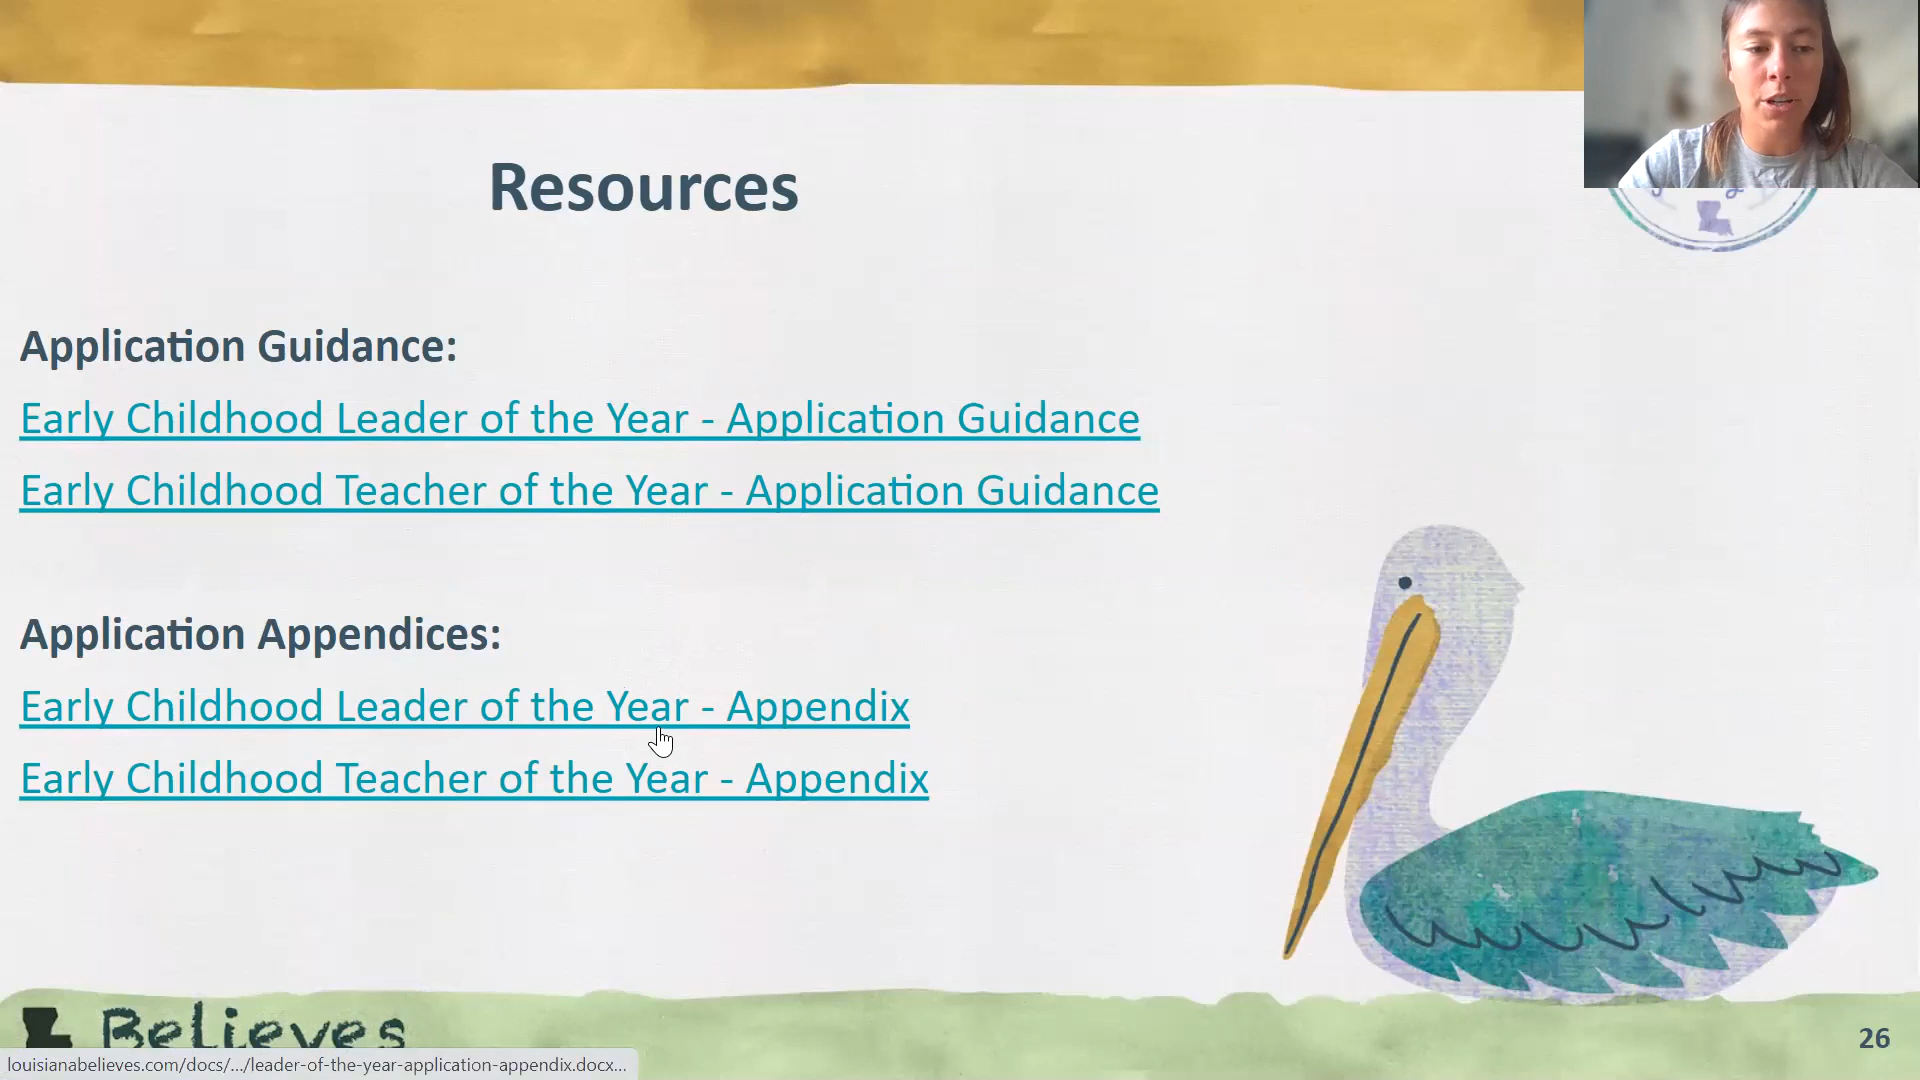 Resources
Application Guidance:
Early Childhood Leader of the Year - Application Guidance
Early Childhood Teacher of the Year - Application Guidance
Application Appendices:
Early Childhood Leader of the Year - Appendix
Early Childhood Teacher of the Year - Appendix
Believes
26
louisianabelieves.com/docs/.../leader-of-the-year-application-appendix.docx...